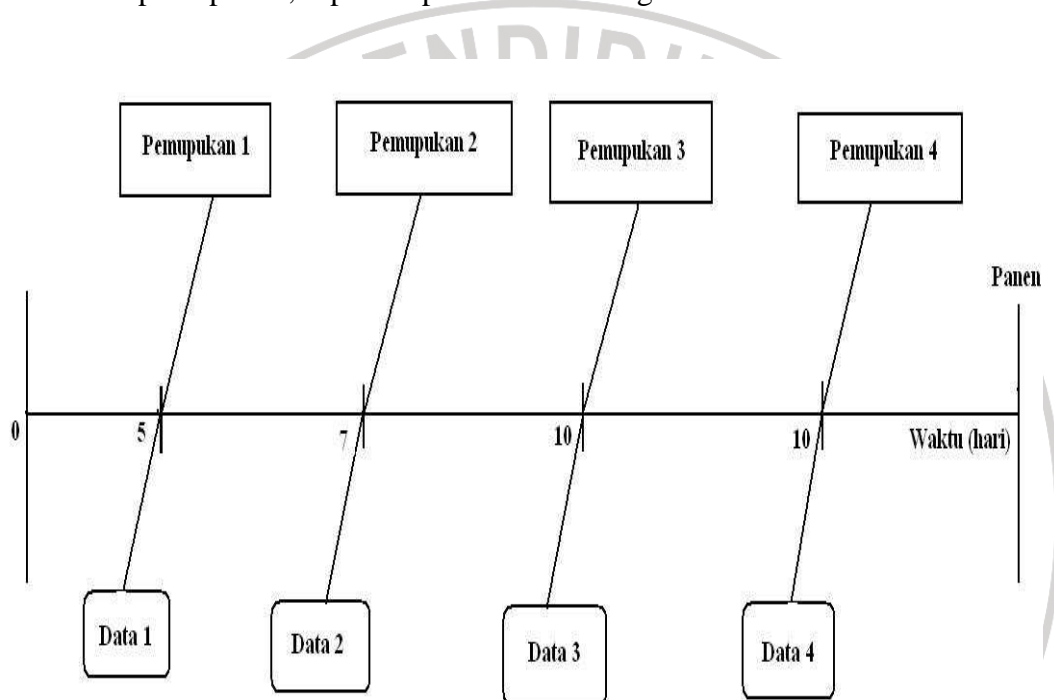 Pemupukan 1
Pemupukan 2
Pemupukan 3
Pemupukan 4
Panen
0
5
7
10
10
Waktu (hari)
Data 1
Data 2
Data 3
Data 4